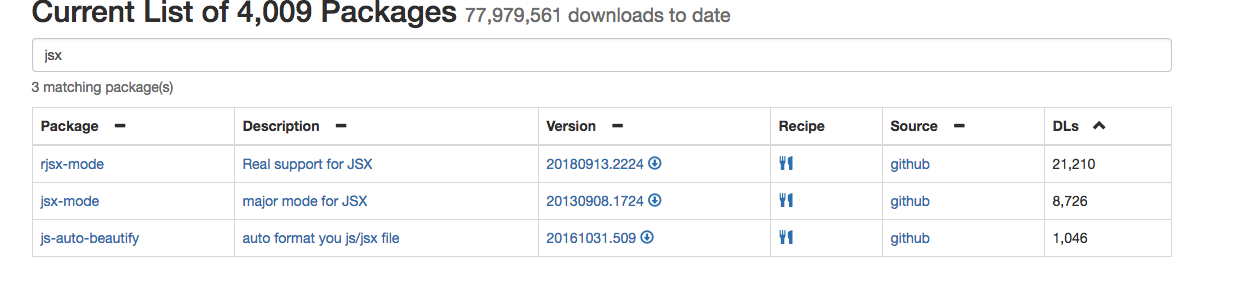 Current List of 4,009 Packages 77,979,561 downloads to date
jsx
3 matching package(s)
Package Description Version Recipe Source DLs
rjsx-mode Real support for JSX 20180913.2224 github 21,210
jsx-mode major mode for JSX 20130908.1724 github 8,726
js-auto-beautify auto format you js/jsx file 20161031.509 github 1,046